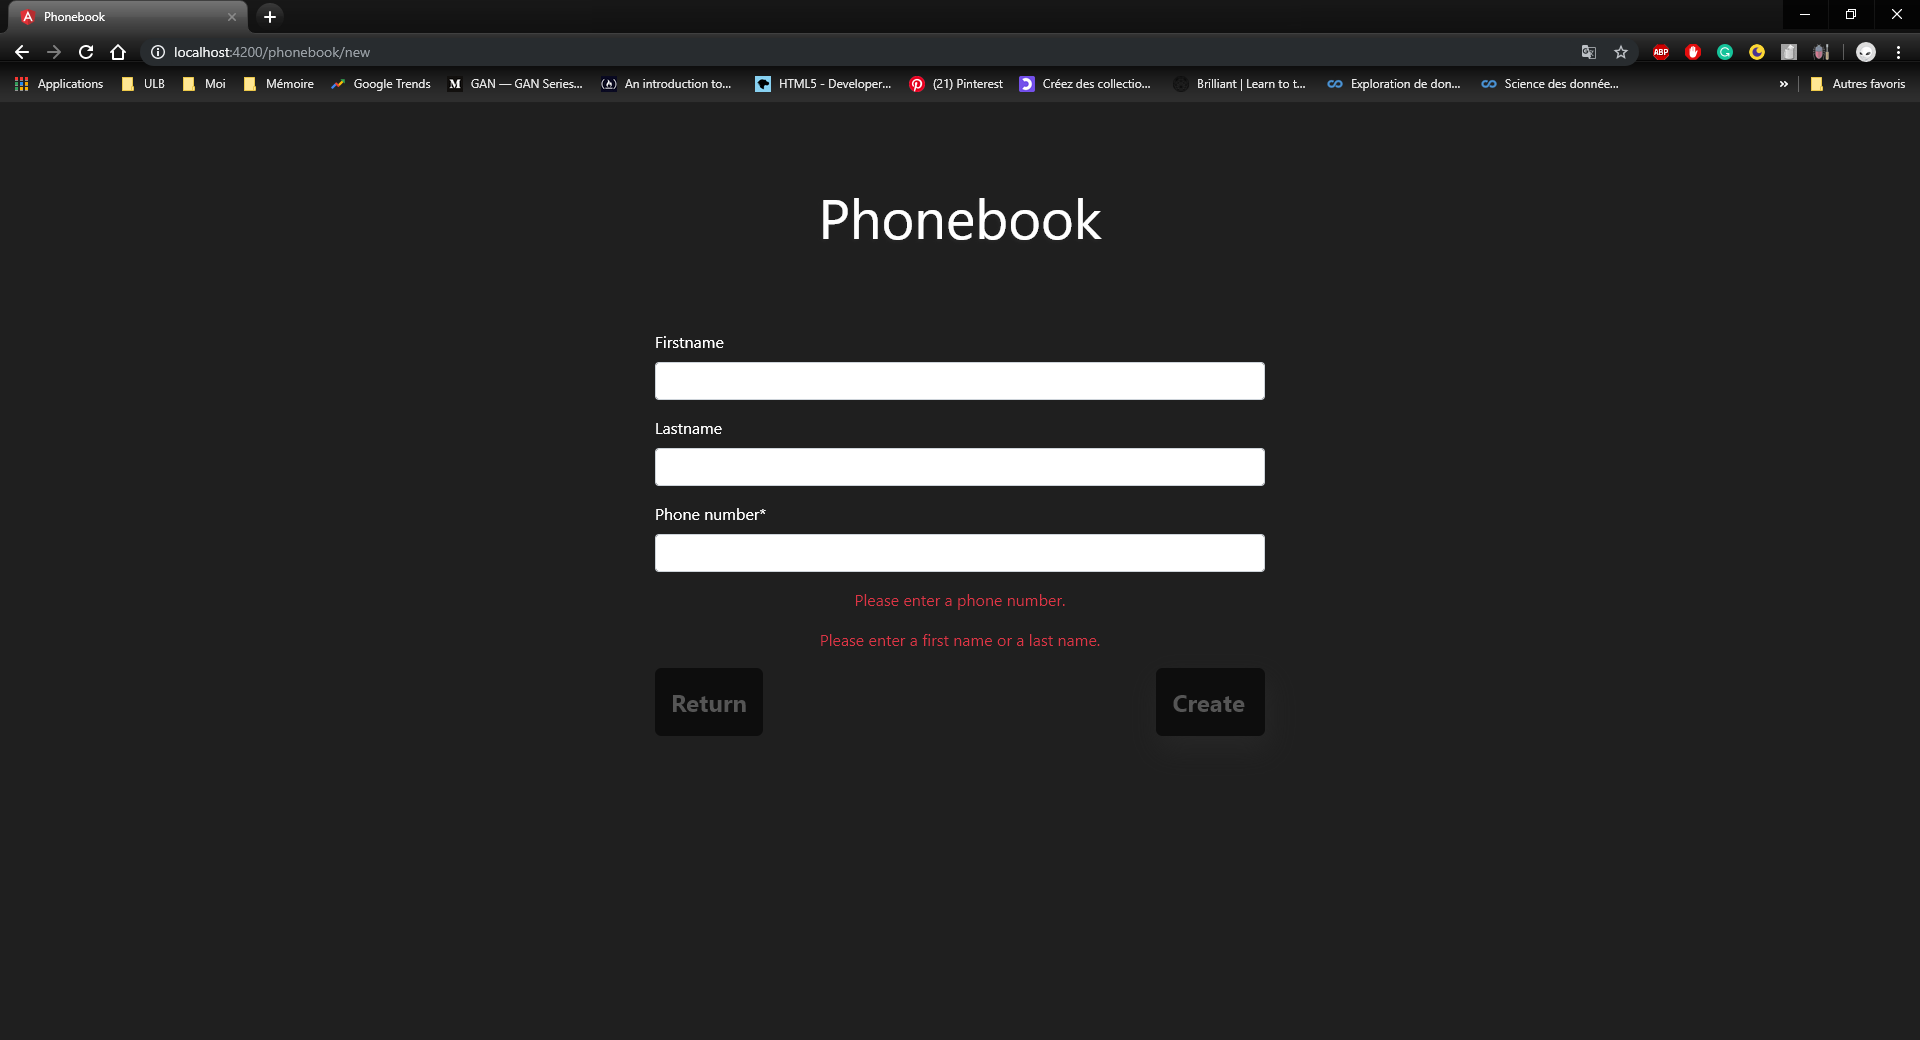 Phonebook
localhost:4200/phonebook/new
Applications ULB Moi Mémoire Google Trends M GAN — GAN Series... An introduction to... HTML5 - Developer... (21) Pinterest Créez des collectio... Brilliant | Learn to t... Exploration de don... Science des donnée... » Autres favoris
Phonebook
Firstname
Lastname
Phone number*
Please enter a phone number.
Please enter a first name or a last name.
Return Create